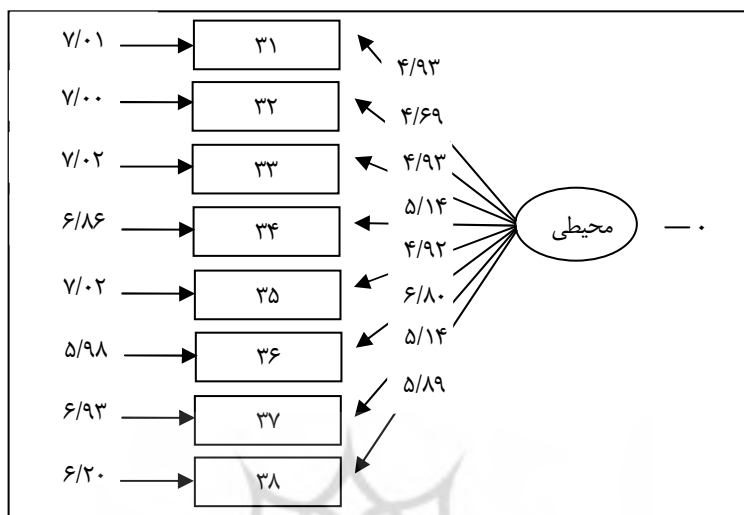 ۷/۰۱ ۳۱ ۴/۹۳
۷/۰۰ ۳۲ ۴/۶۹
۷/۰۲ ۳۳ ۴/۹۳
۶/۸۶ ۳۴ ۵/۱۴
۷/۰۲ ۳۵ ۴/۹۲
۵/۹۸ ۳۶ ۶/۸۰
۶/۹۳ ۳۷ ۵/۱۴
۶/۲۰ ۳۸ ۵/۸۹
محیطی
۰